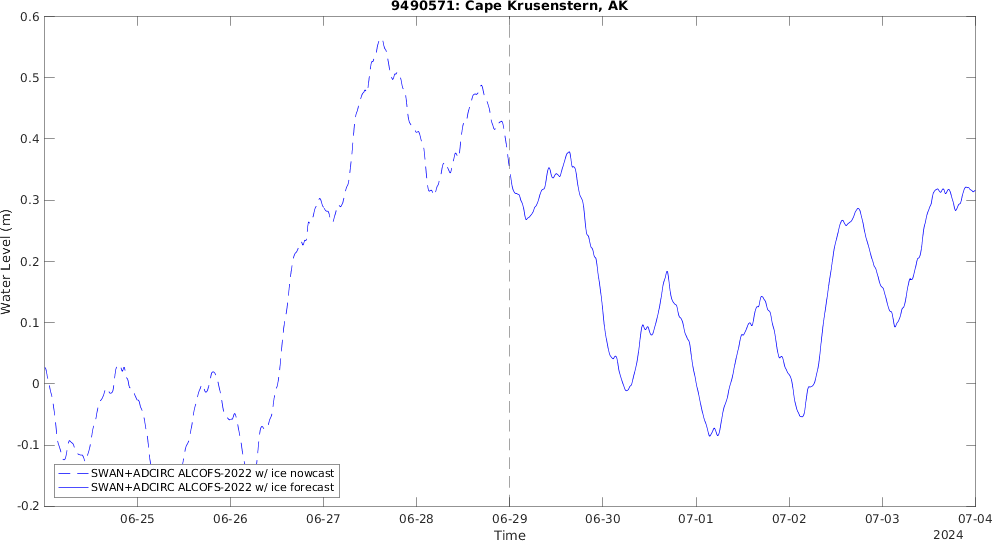 9490571: Cape Krusenstern, AK
0.6
0.5
0.4
0.3
0.2
0.1
0
-0.1
-0.2
Water Level (m)
SWAN+ADCIRC ALCOFS-2022 w/ ice nowcast
SWAN+ADCIRC ALCOFS-2022 w/ ice forecast
06-25 06-26 06-27 06-28 06-29 06-30 07-01 07-02 07-03 07-04
Time
2024